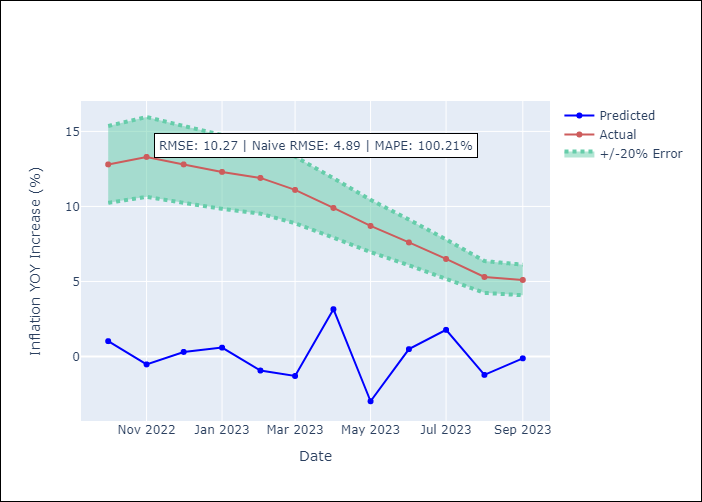 Predicted
Actual
+/-20% Error
RMSE: 10.27 | Naive RMSE: 4.89 | MAPE: 100.21%
Inflation YOY Increase (%)
15
10
5
0
Nov 2022
Jan 2023
Mar 2023
May 2023
Jul 2023
Sep 2023
Date